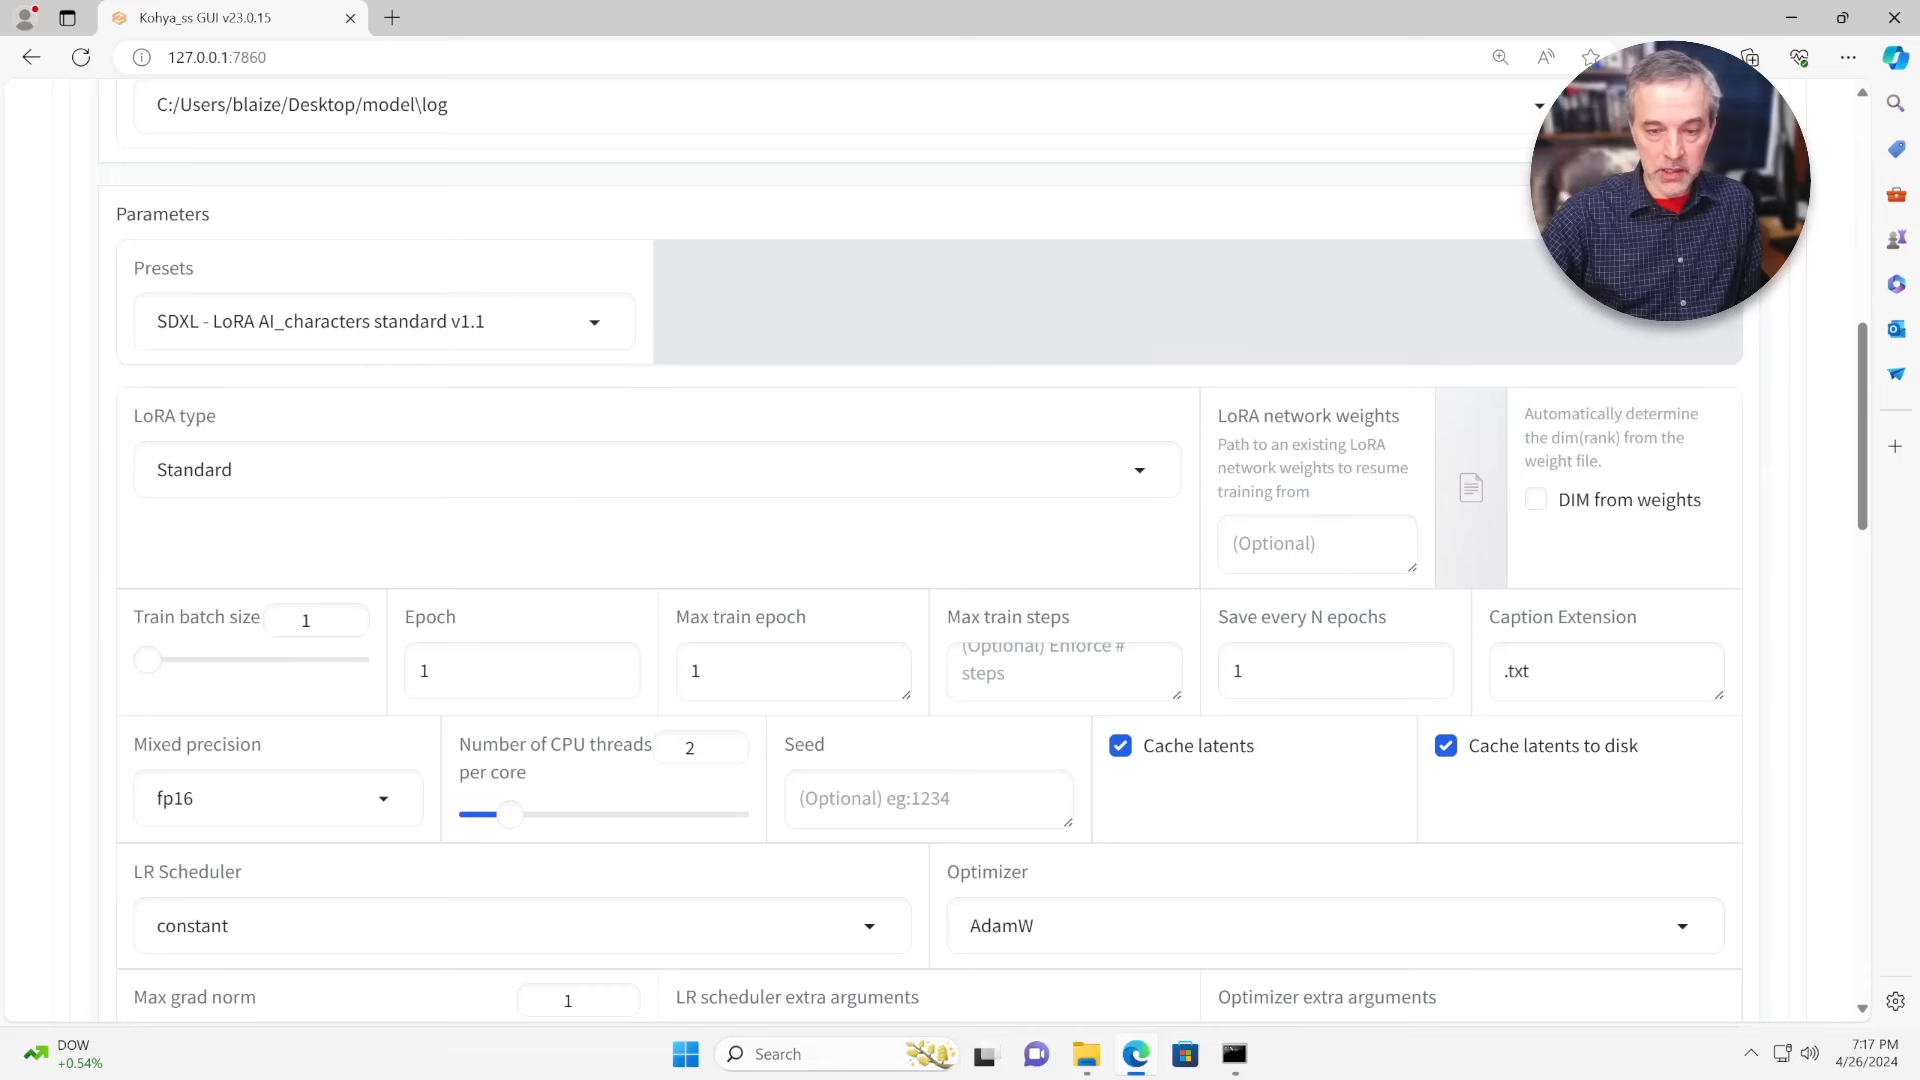 Kohya_ss GUI v23.0.15
127.0.0.1:7860
C:/Users/blaize/Desktop/model\log
Parameters
Presets
SDXL - LoRA AI_characters standard v1.1
LoRA type
Standard
LoRA network weights
Path to an existing LoRA
network weights to resume
training from
(Optional)
Automatically determine
the dim(rank) from the
weight file.
DIM from weights
Train batch size 1
Epoch
1
Max train epoch
1
Max train steps
(Optional) Enforce #
steps
Save every N epochs
1
Caption Extension
.txt
Mixed precision
fp16
Number of CPU threads
per core
2
Seed
(Optional) eg:1234
Cache latents
Cache latents to disk
LR Scheduler
constant
Optimizer
AdamW
Max grad norm 1
LR scheduler extra arguments
Optimizer extra arguments
DOW
+0.54%
Search
7:17 PM
4/26/2024